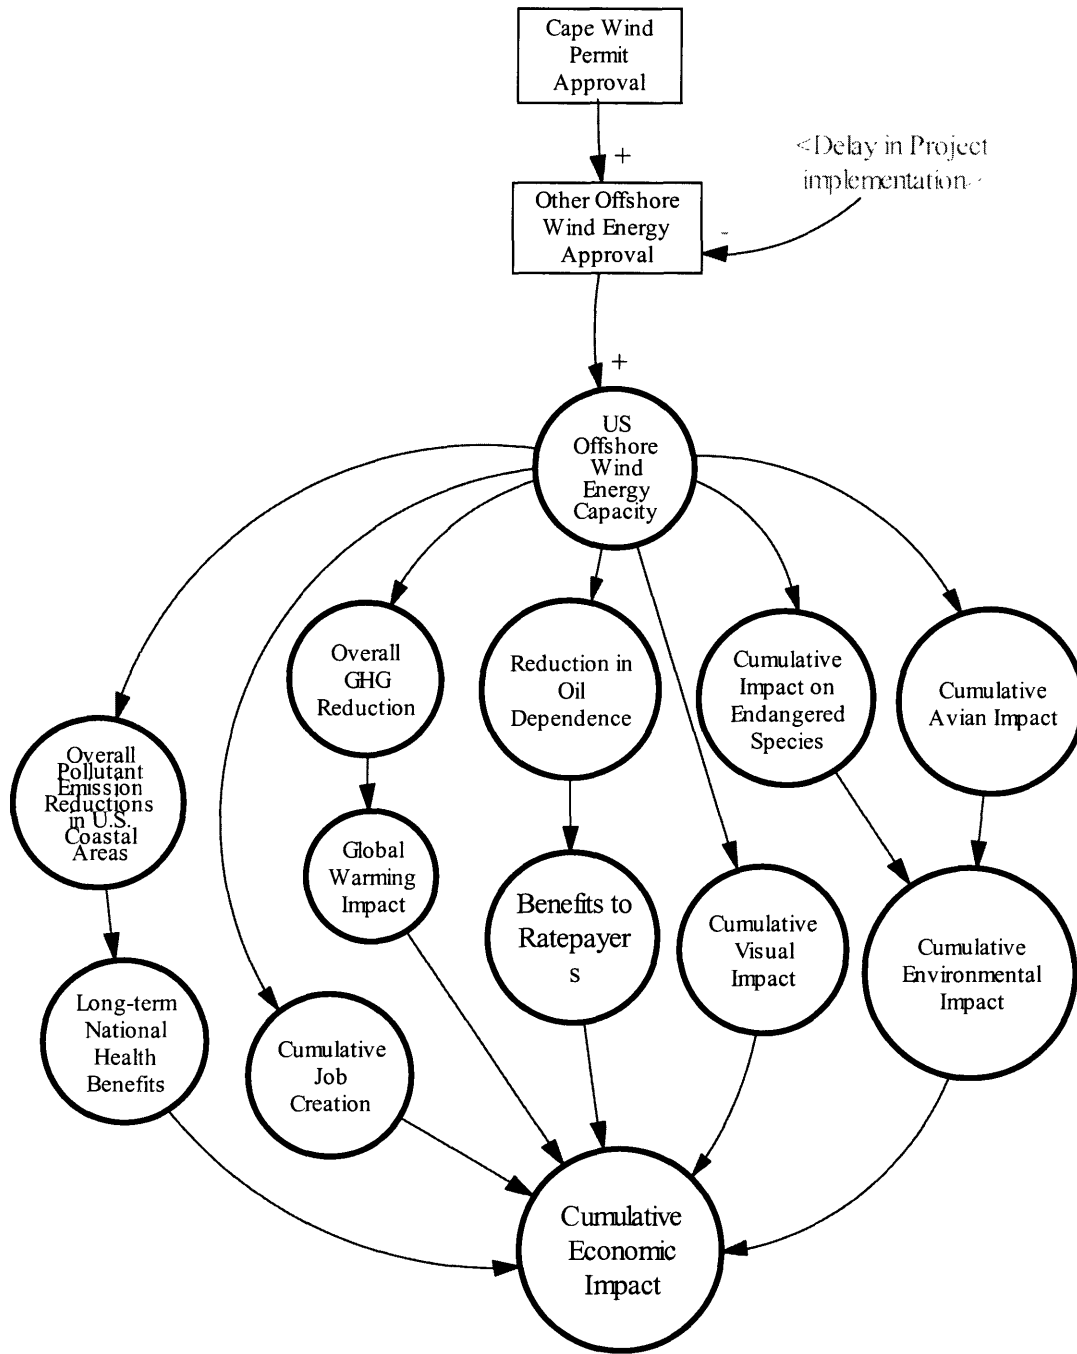 Cape Wind
Permit
Approval
+
<Delay in Project
implementation
Other Offshore
Wind Energy
Approval
-
+
US
Offshore
Wind
Energy
Capacity
Overall
GHG
Reduction
Reduction in
Oil
Dependence
Cumulative
Impact on
Endangered
Species
Cumulative
Avian Impact
Overall
Pollutant
Emission
Reductions
in U.S.
Coastal
Areas
Global
Warming
Impact
Benefits to
Ratepayer
s
Cumulative
Visual
Impact
Cumulative
Environmental
Impact
Long-term
National
Health
Benefits
Cumulative
Job
Creation
Cumulative
Economic
Impact